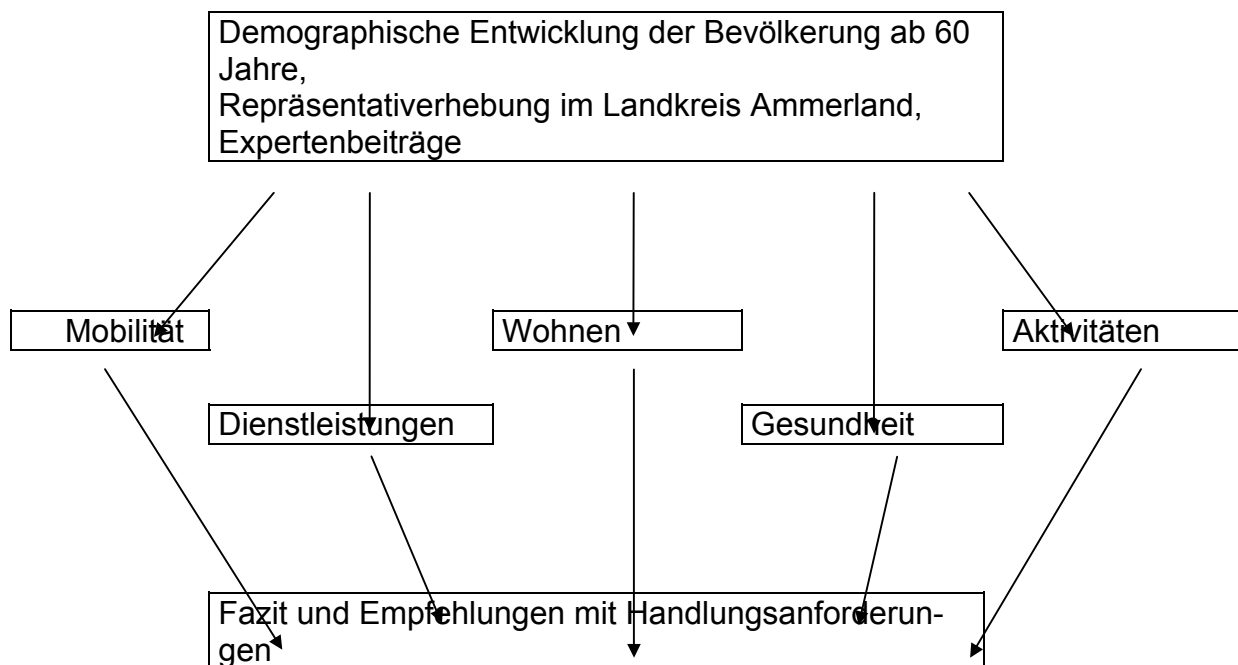 Demographische Entwicklung der Bevölkerung ab 60
Jahre,
Repräsentativerhebung im Landkreis Ammerland,
Expertenbeiträge
Mobilität
Wohnen
Aktivitäten
Dienstleistungen
Gesundheit
Fazit und Empfehlungen mit Handlungsanforderun-
gen